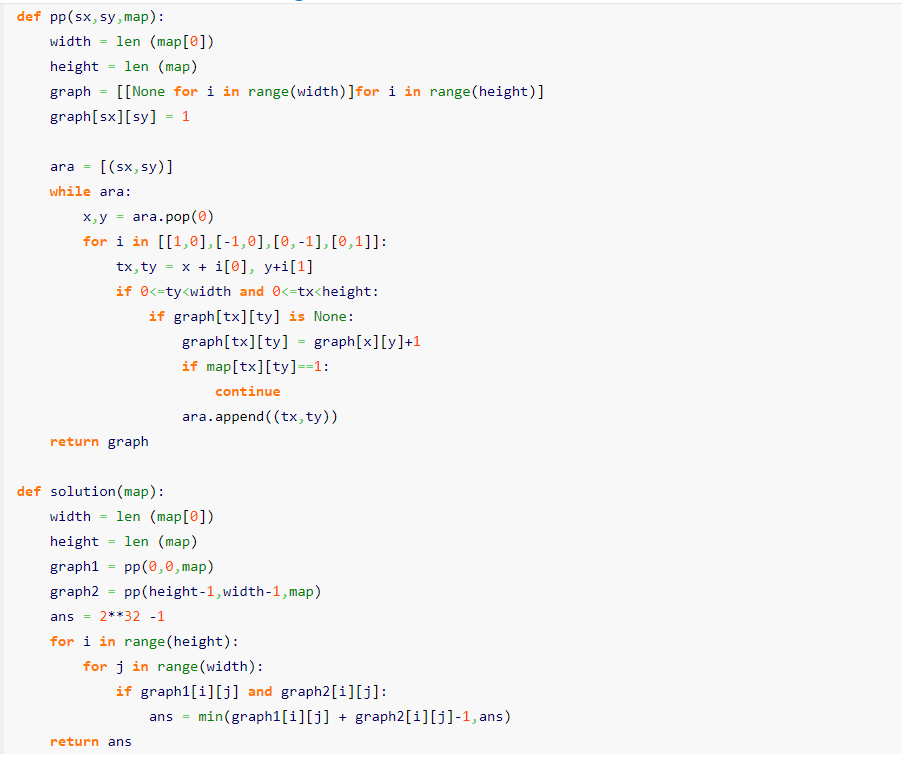 def pp(sx,sy,map):
    width = len (map[0])
    height = len (map)
    graph = [[None for i in range(width)]for i in range(height)]
    graph[sx][sy] = 1

    ara = [(sx,sy)]
    while ara:
        x,y = ara.pop(0)
        for i in [[1,0],[-1,0],[0,-1],[0,1]]:
            tx,ty = x + i[0], y+i[1]
            if 0<=ty<width and 0<=tx<height:
                if graph[tx][ty] is None:
                    graph[tx][ty] = graph[x][y]+1
                    if map[tx][ty]==1:
                        continue
                    ara.append((tx,ty))
    return graph

def solution(map):
    width = len (map[0])
    height = len (map)
    graph1 = pp(0,0,map)
    graph2 = pp(height-1,width-1,map)
    ans = 2**32 -1
    for i in range(height):
        for j in range(width):
            if graph1[i][j] and graph2[i][j]:
                ans = min(graph1[i][j] + graph2[i][j]-1,ans)
    return ans